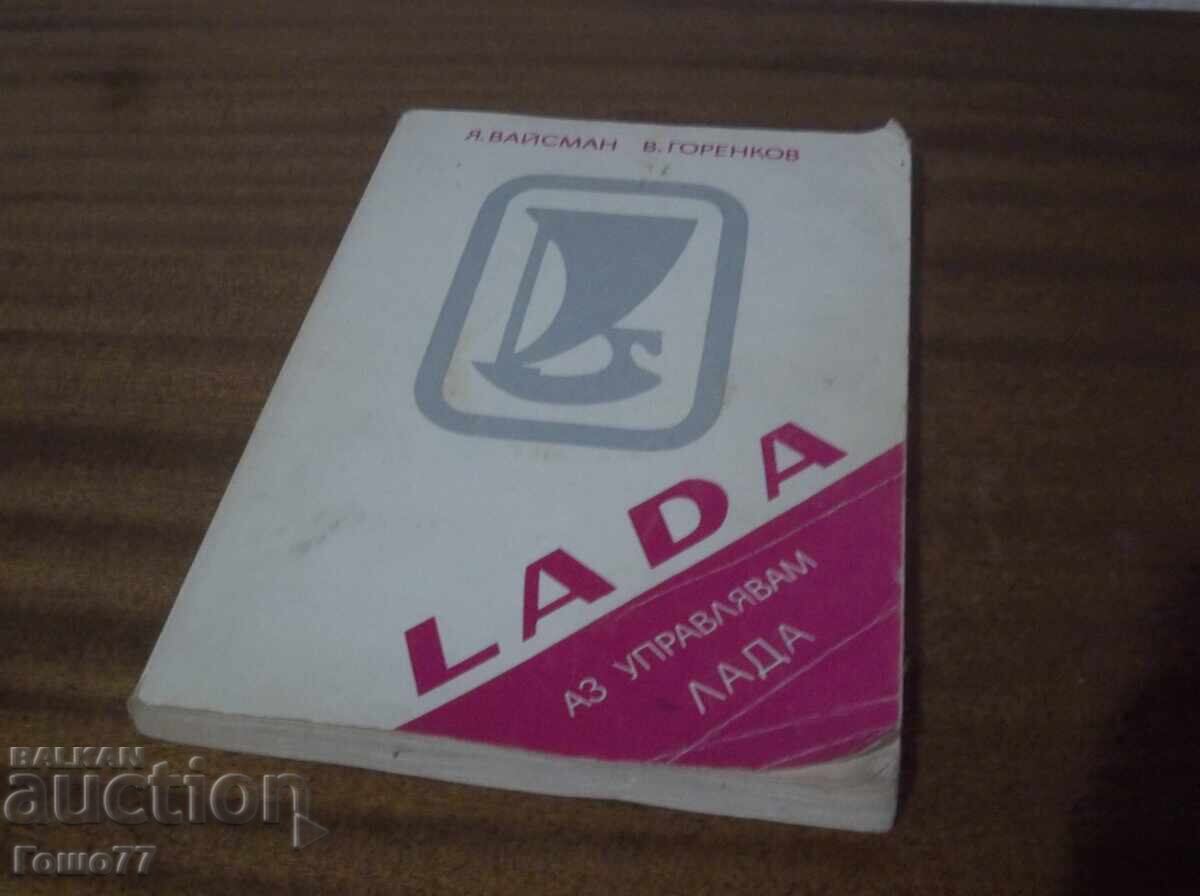 Я. ВАЙСМАН В. ГОРЕНКОВ
LADA
АЗ УПРАВЛЯВАМ
ЛАДА
BALKAN
auction
Гошо77